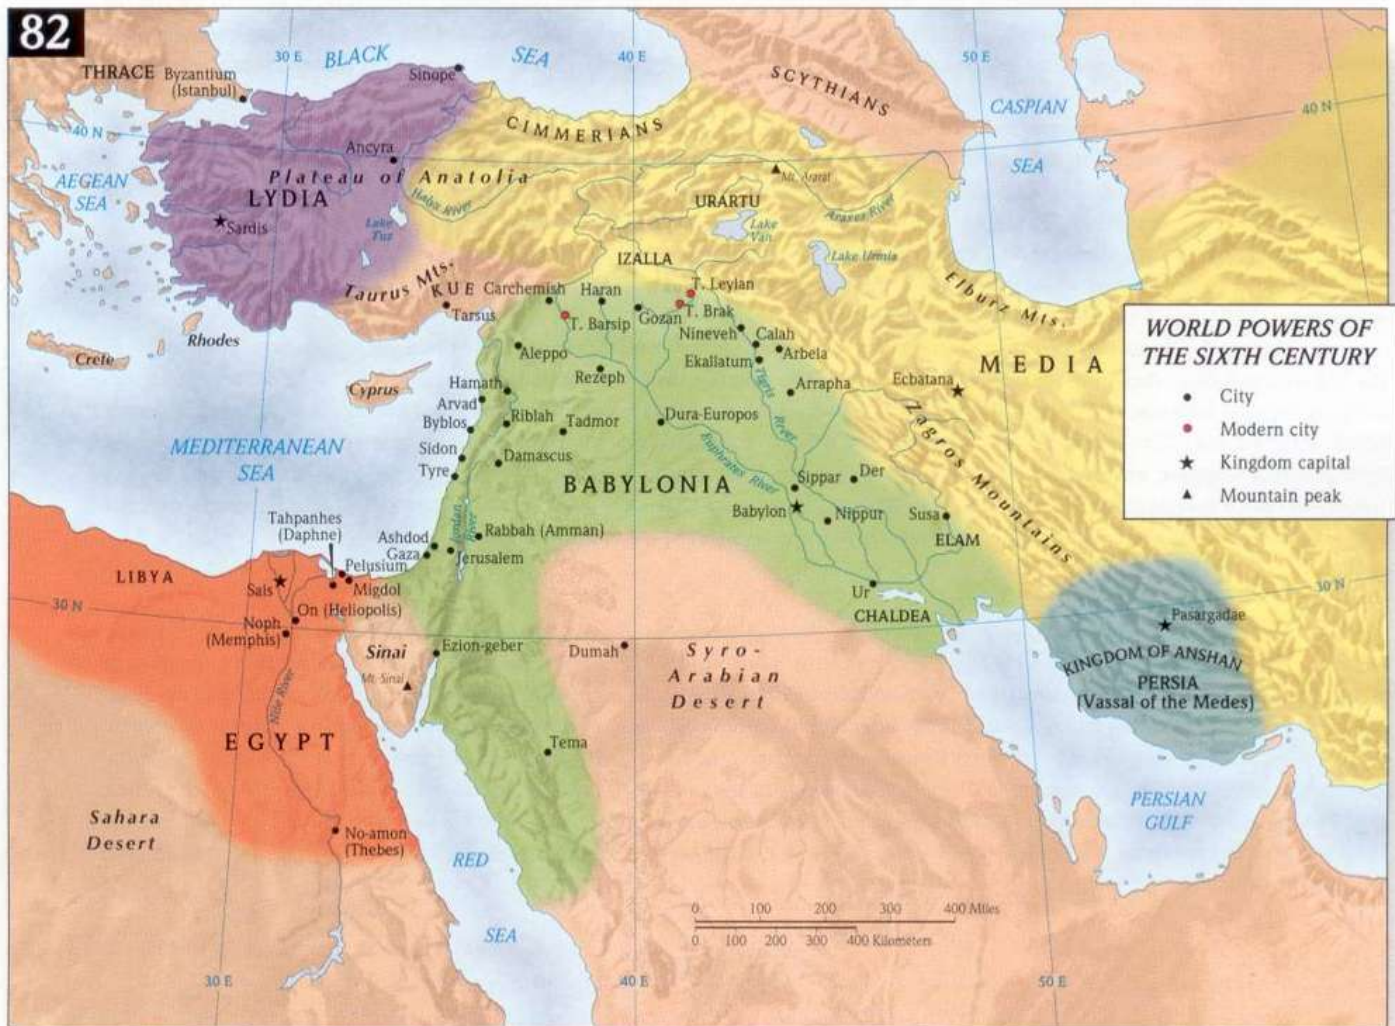 82
30 E
BLACK
SEA
40 E
50 E
THRACE
Byzantium
(Istanbul)
Sinope
SCYTHIANS
CASPIAN
SEA
40 N
40 N
CIMMERIANS
Ancyra
Plateau of Anatolia
AEGEAN
SEA
LYDIA
Halys River
Mt. Ararat
URARTU
Araxes River
Sardis
Lake
Tuz
Lake
Van
Lake Urmia
IZALLA
Elburz Mts.
Taurus Mts.
KUE
Carchemish
Haran
T. Leylan
Tarsus
T. Barsip
Gozan
T. Brak
Nineveh
Calah
Rhodes
Crete
Aleppo
Ekallatum
Arbela
MEDIA
Rezeph
Tigris River
Arrapha
Ecbatana
Cyprus
Hamath
Arvad
Byblos
Riblah
Tadmor
Dura-Europos
Zagros Mountains
MEDITERRANEAN
SEA
Sidon
Damascus
Euphrates River
Tyre
BABYLONIA
Sippar
Der
Babylon
Nippur
Susa
ELAM
Tahpanhes
(Daphne)
Ashdod
Gaza
Jordan
River
Rabbah (Amman)
Jerusalem
LIBYA
Pelusium
Sais
Migdol
Ur
CHALDEA
30 N
30 N
On (Heliopolis)
Noph
(Memphis)
Sinai
Ezion-geber
Dumah
Syro-
Arabian
Desert
Mt. Sinai
Pasargadae
KINGDOM OF ANSHAN
PERSIA
(Vassal of the Medes)
Nile River
EGYPT
Tema
Sahara
Desert
No-amon
(Thebes)
RED
SEA
PERSIAN
GULF
0 100 200 300 400 Miles
0 100 200 300 400 Kilometers
30 E
40 E
50 E
WORLD POWERS OF
THE SIXTH CENTURY
City
Modern city
Kingdom capital
Mountain peak